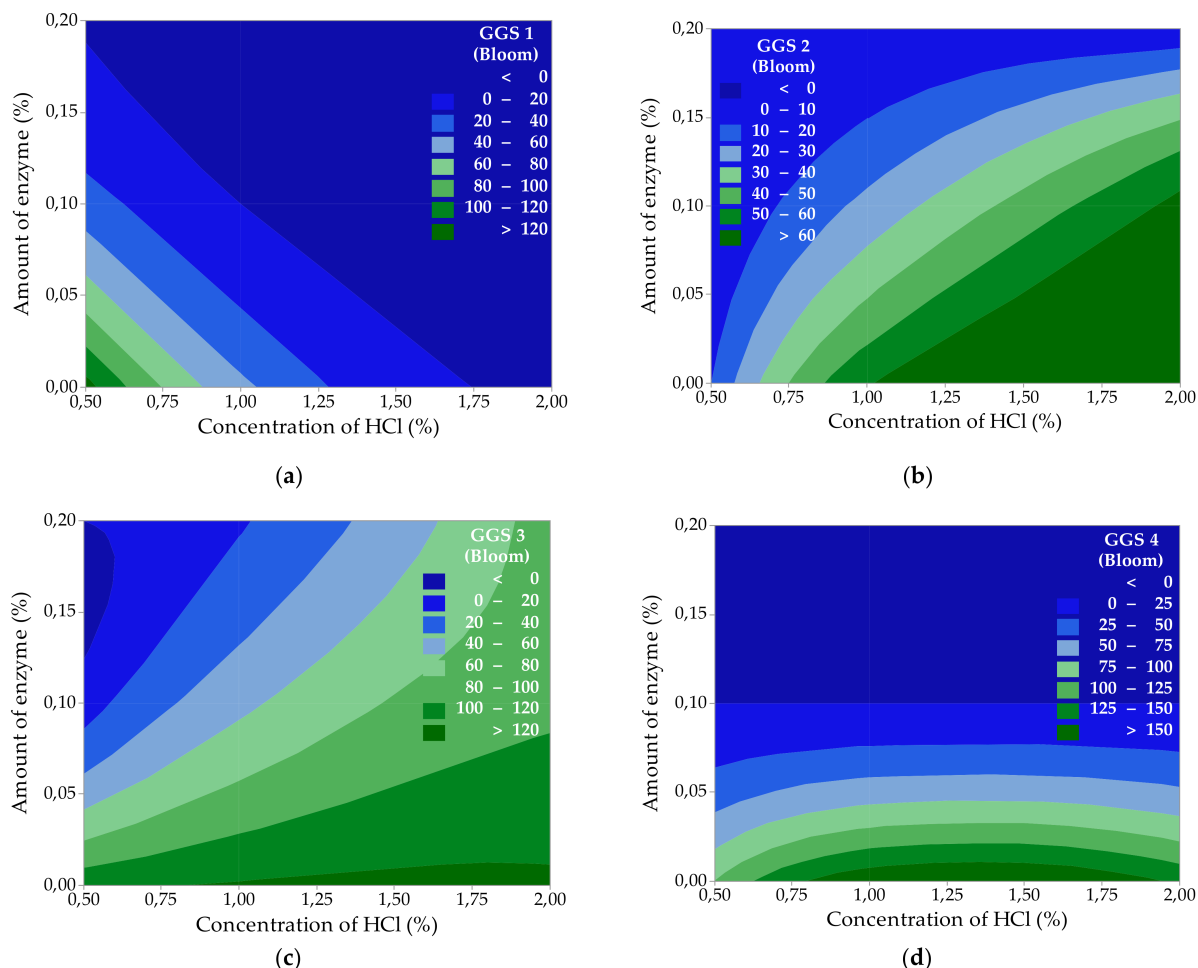 GGS 1
(Bloom)
< 0
0 – 20
20 – 40
40 – 60
60 – 80
80 – 100
100 – 120
> 120
0,20
0,15
0,10
0,05
0,00
Amount of enzyme (%)
0,50 0,75 1,00 1,25 1,50 1,75 2,00
Concentration of HCl (%)
(a)
GGS 2
(Bloom)
< 0
0 – 10
10 – 20
20 – 30
30 – 40
40 – 50
50 – 60
> 60
0,20
0,15
0,10
0,05
0,00
Amount of enzyme (%)
0,50 0,75 1,00 1,25 1,50 1,75 2,00
Concentration of HCl (%)
(b)
GGS 3
(Bloom)
< 0
0 – 20
20 – 40
40 – 60
60 – 80
80 – 100
100 – 120
> 120
0,20
0,15
0,10
0,05
0,00
Amount of enzyme (%)
0,50 0,75 1,00 1,25 1,50 1,75 2,00
Concentration of HCl (%)
(c)
GGS 4
(Bloom)
< 0
0 – 25
25 – 50
50 – 75
75 – 100
100 – 125
125 – 150
> 150
0,20
0,15
0,10
0,05
0,00
Amount of enzyme (%)
0,50 0,75 1,00 1,25 1,50 1,75 2,00
Concentration of HCl (%)
(d)